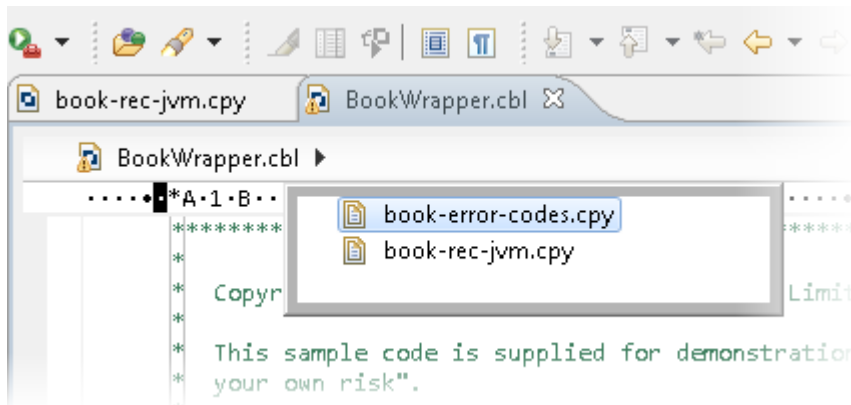 book-rec-jvm.cpy BookWrapper.cbl
BookWrapper.cbl
*A·1·B··
book-error-codes.cpy
book-rec-jvm.cpy
********
*
* Copyr
*
* This sample code is supplied for demonstration
* your own risk".